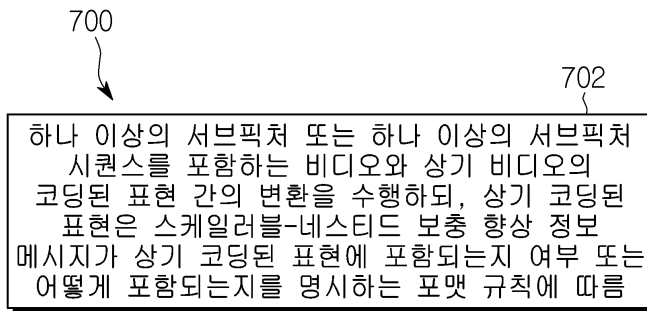 700
702
하나 이상의 서브픽처 또는 하나 이상의 서브픽처
시퀀스를 포함하는 비디오와 상기 비디오의
코딩된 표현 간의 변환을 수행하되, 상기 코딩된
표현은 스케일러블-네스티드 보충 향상 정보
메시지가 상기 코딩된 표현에 포함되는지 여부 또는
어떻게 포함되는지를 명시하는 포맷 규칙에 따름